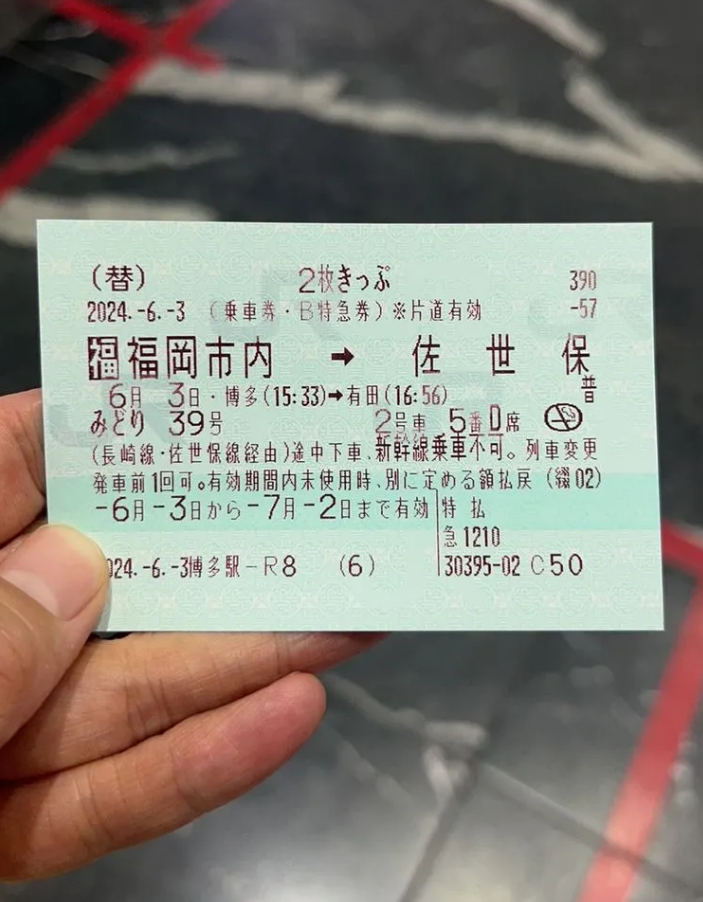 (替) 2枚きっぷ 390
2024.-6.-3 (乗車券・B特急券)※片道有効 -57
福 福岡市内 ➡ 佐世保
6月 3日・博多(15:33)➡有田(16:56) 普
みどり 39号 2号車 5番D席
(長崎線・佐世保線経由)途中下車、新幹線乗車不可。列車変更
発車前1回可。有効期間内未使用時、別に定める額払戻 (綴02)
-6月-3日から-7月-2日まで有効 特 払
急1210
024.-6.-3博多駅-R8 (6) 30395-02 C50
JR